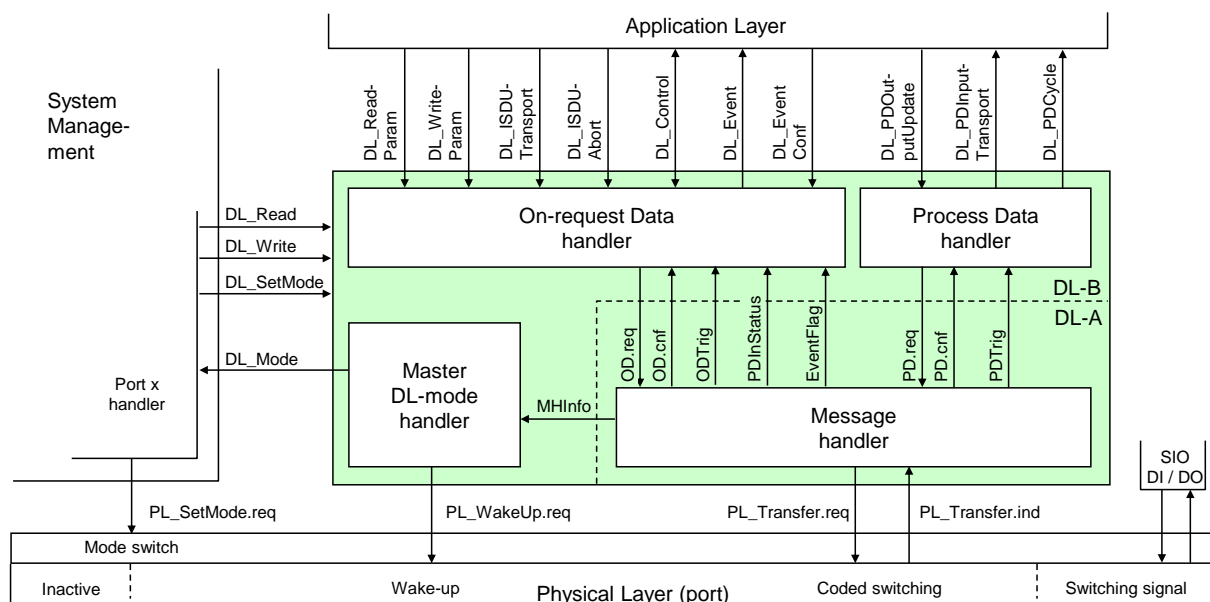 Application Layer
System
Manage-
ment
DL_Read-
Param
DL_Write-
Param
DL_ISDU-
Transport
DL_ISDU-
Abort
DL_Control
DL_Event
DL_Event
Conf
DL_PDOut-
putUpdate
DL_PDInput-
Transport
DL_PDCycle
DL_Read
DL_Write
DL_SetMode
DL_Mode
On-request Data
handler
Process Data
handler
DL-B
DL-A
OD.req
OD.cnf
ODTrig
PDInStatus
EventFlag
PD.req
PD.cnf
PDTrig
Port x
handler
Master
DL-mode
handler
MHInfo
Message
handler
SIO
DI / DO
PL_SetMode.req
PL_WakeUp.req
PL_Transfer.req
PL_Transfer.ind
Mode switch
Inactive
Wake-up
Physical Layer (port)
Coded switching
Switching signal